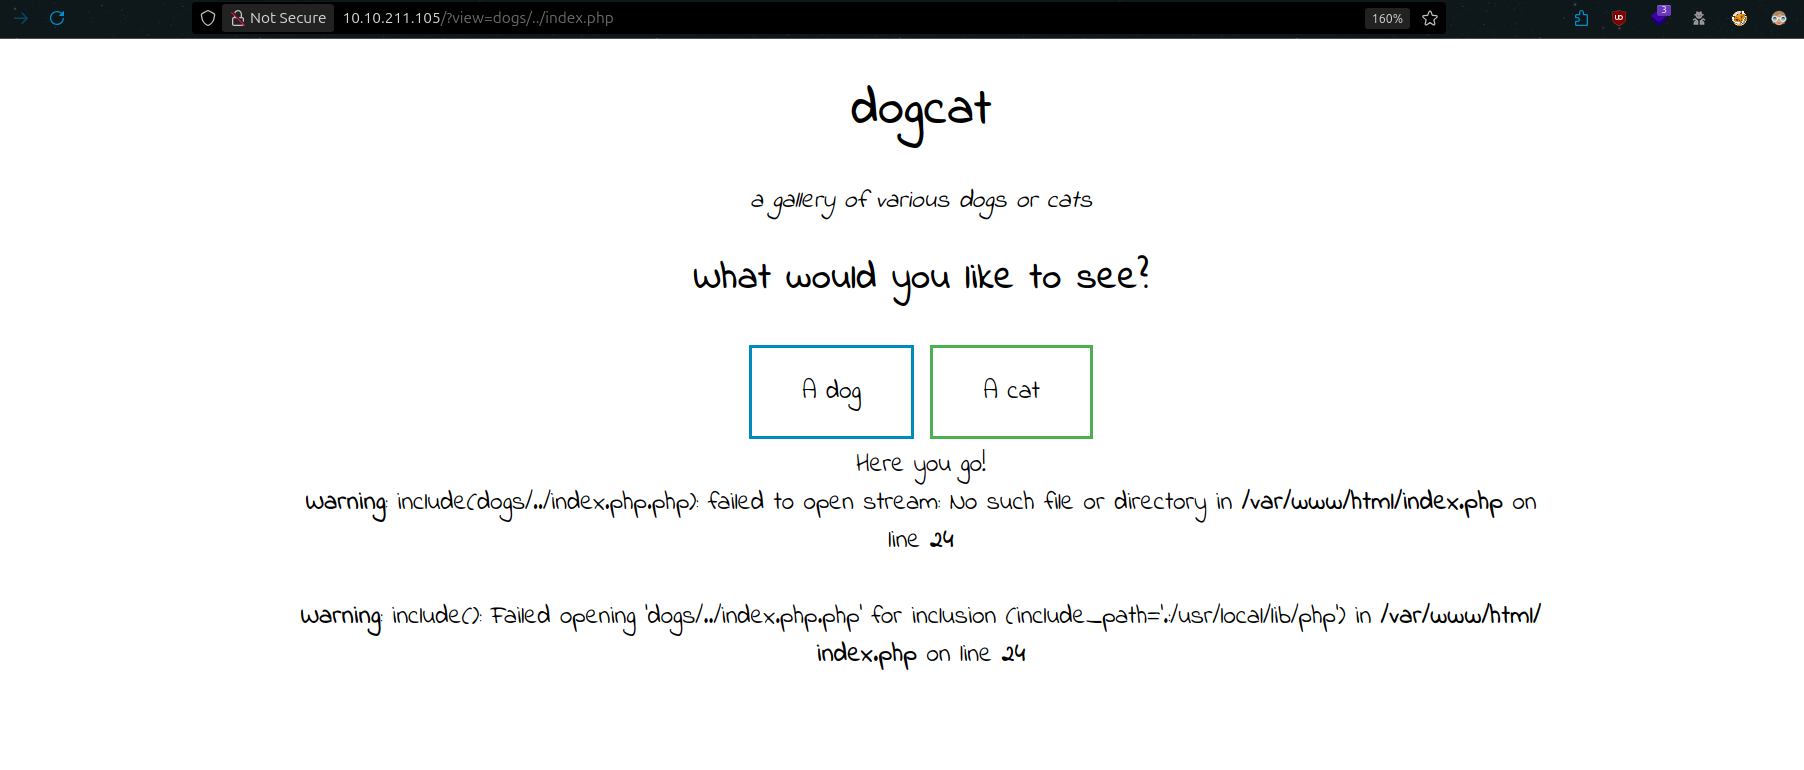 Not Secure 10.10.211.105/?view=dogs/../index.php 160% 3
dogcat
a gallery of various dogs or cats
What would you like to see?
A dog A cat
Here you go!
Warning: include(dogs/../index.php.php): failed to open stream: No such file or directory in /var/www/html/index.php on
line 24
Warning: include(): Failed opening 'dogs/../index.php.php' for inclusion (include_path='.:/usr/local/lib/php') in /var/www/html/
index.php on line 24